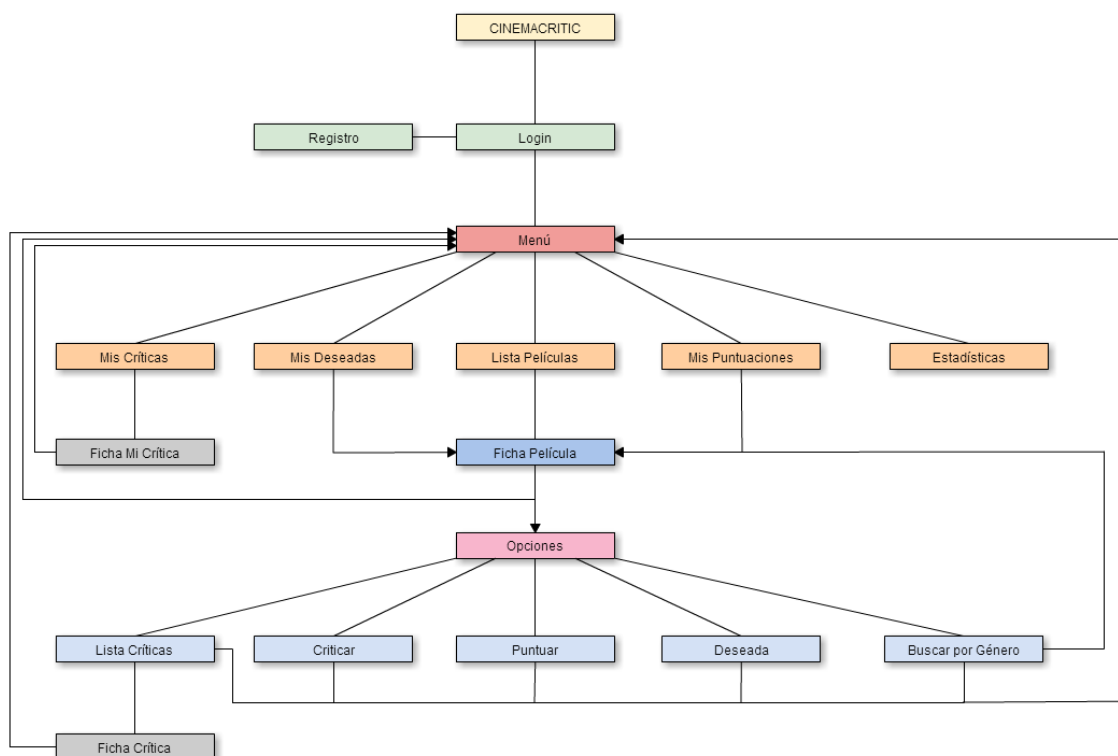 CINEMACRITIC
Registro
Login
Menú
Mis Críticas
Mis Deseadas
Lista Películas
Mis Puntuaciones
Estadísticas
Ficha Mi Crítica
Ficha Película
Opciones
Lista Críticas
Criticar
Puntuar
Deseada
Buscar por Género
Ficha Crítica